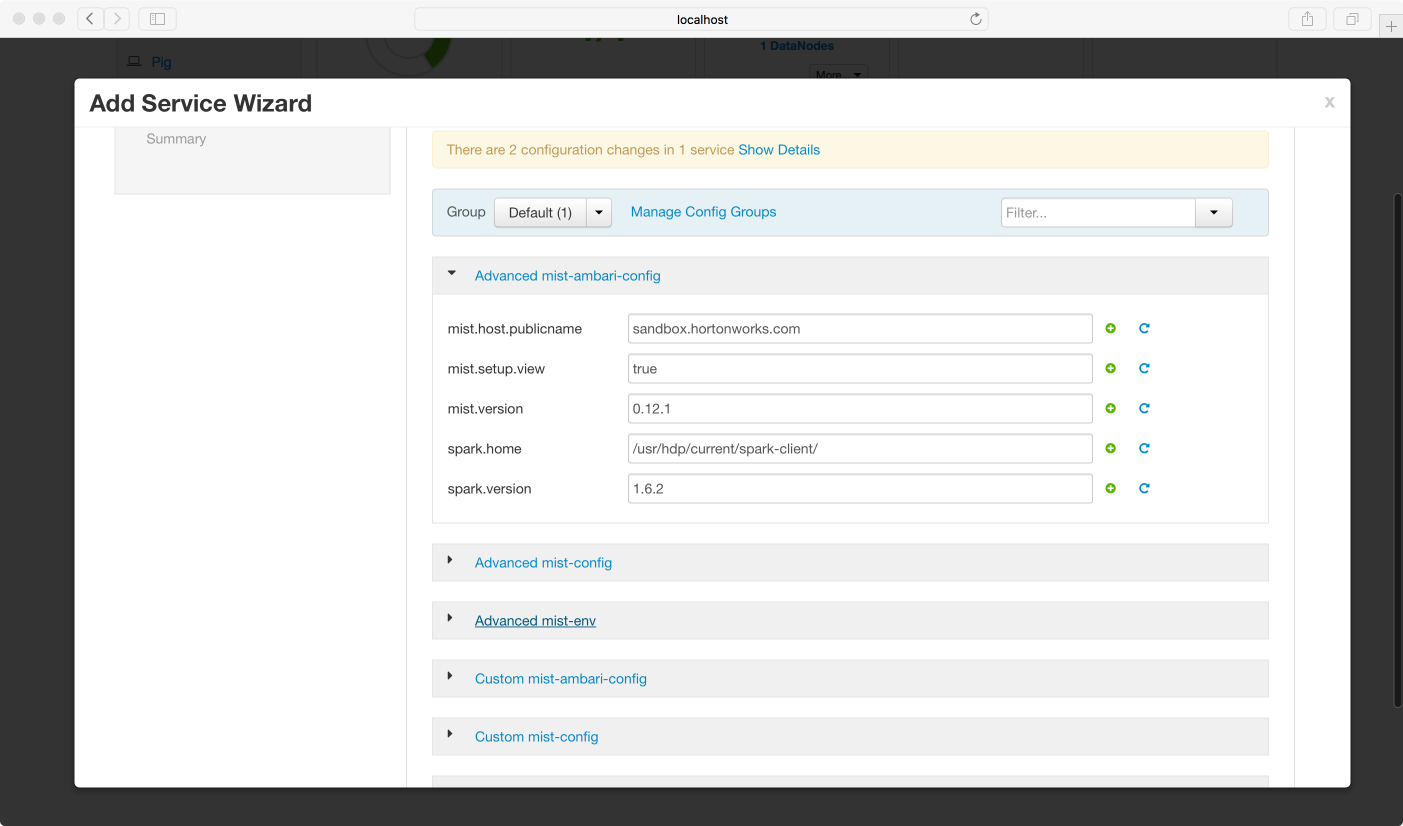 localhost
Pig
1 DataNodes
More
Add Service Wizard
x
Summary
There are 2 configuration changes in 1 service Show Details
Group Default (1) Manage Config Groups Filter...
Advanced mist-ambari-config
mist.host.publicname sandbox.hortonworks.com
mist.setup.view true
mist.version 0.12.1
spark.home /usr/hdp/current/spark-client/
spark.version 1.6.2
Advanced mist-config
Advanced mist-env
Custom mist-ambari-config
Custom mist-config